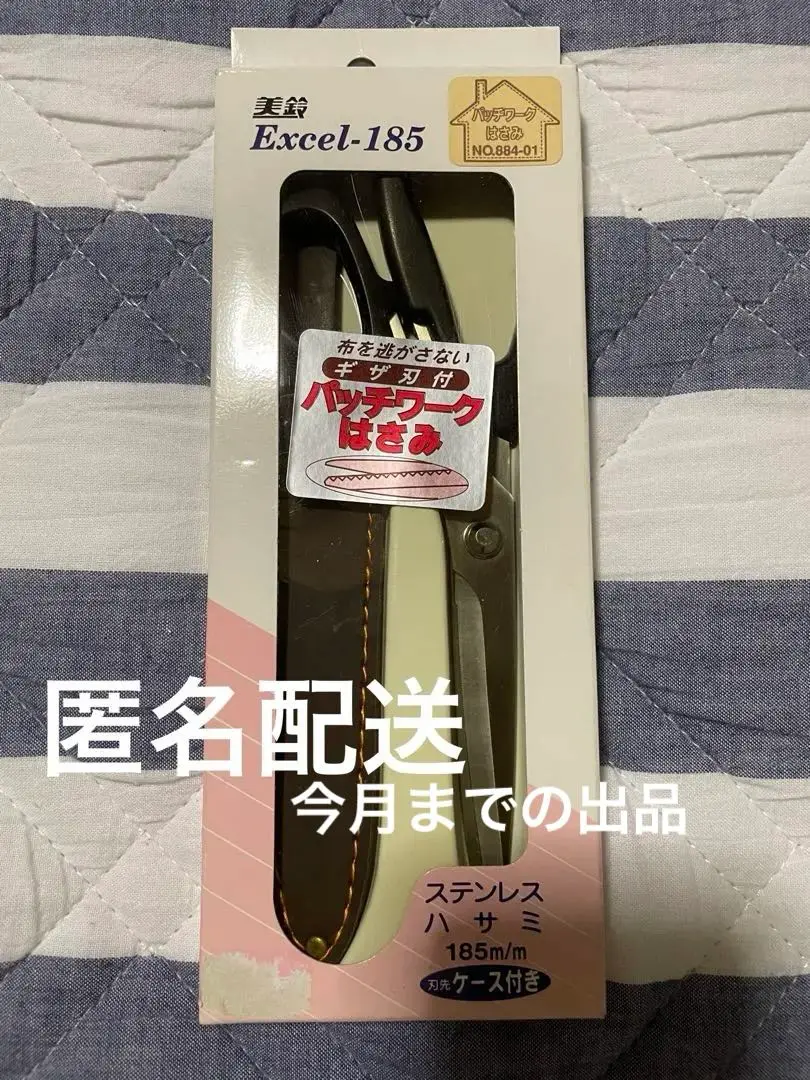 美鈴
Excel-185
パッチワーク
はさみ
NO.884-01
布を逃がさない
ギザ刃付
パッチワーク
はさみ
匿名配送
今月までの出品
ステンレス
ハサミ
185m/m
刃先 ケース付き